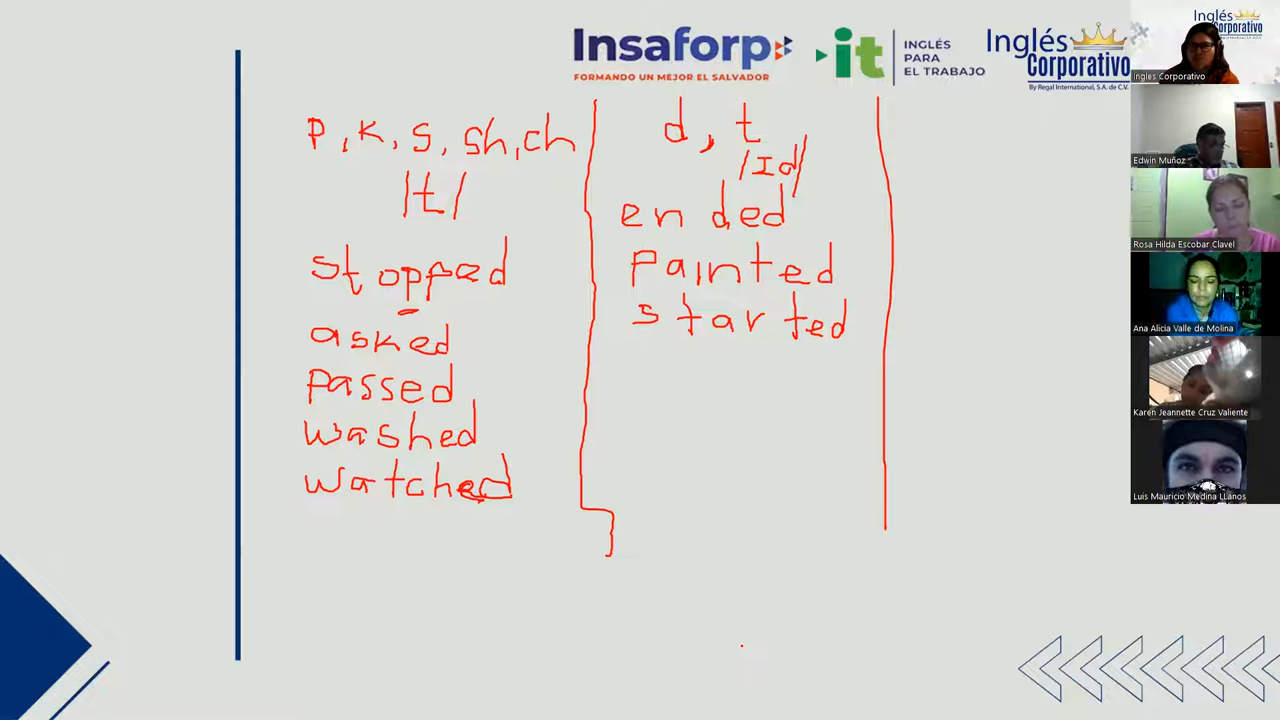 Insaforp
FORMANDO UN MEJOR EL SALVADOR
it
INGLÉS
PARA
EL TRABAJO
Inglés
Corporativo
By Regal International, S.A. de C.V.
p, k, s, sh, ch
/t/
stopped
asked
passed
washed
watched
d, t
/Id/
ended
painted
started
Inglés
Corporativo
Ingles Corporativo
Edwin Muñoz
Rosa Hilda Escobar Clavel
Ana Alicia Valle de Molina
Karen Jeannette Cruz Valiente
Luis Mauricio Medina LLanos